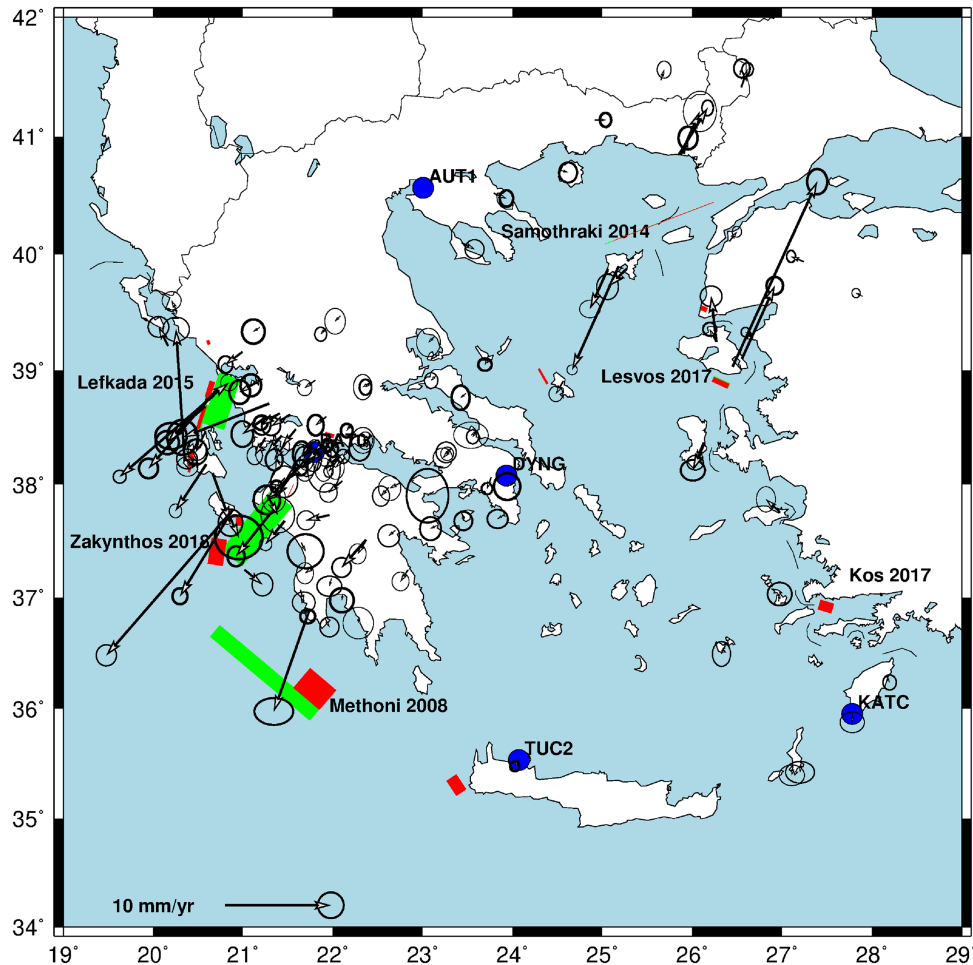 42°
41°
AUT1
Samothraki 2014
40°
39°
Lefkada 2015
Lesvos 2017
DYNG
38°
Zakynthos 2018
Kos 2017
37°
Methoni 2008
KATC
36°
TUC2
35°
10 mm/yr
34°
19° 20° 21° 22° 23° 24° 25° 26° 27° 28° 29°